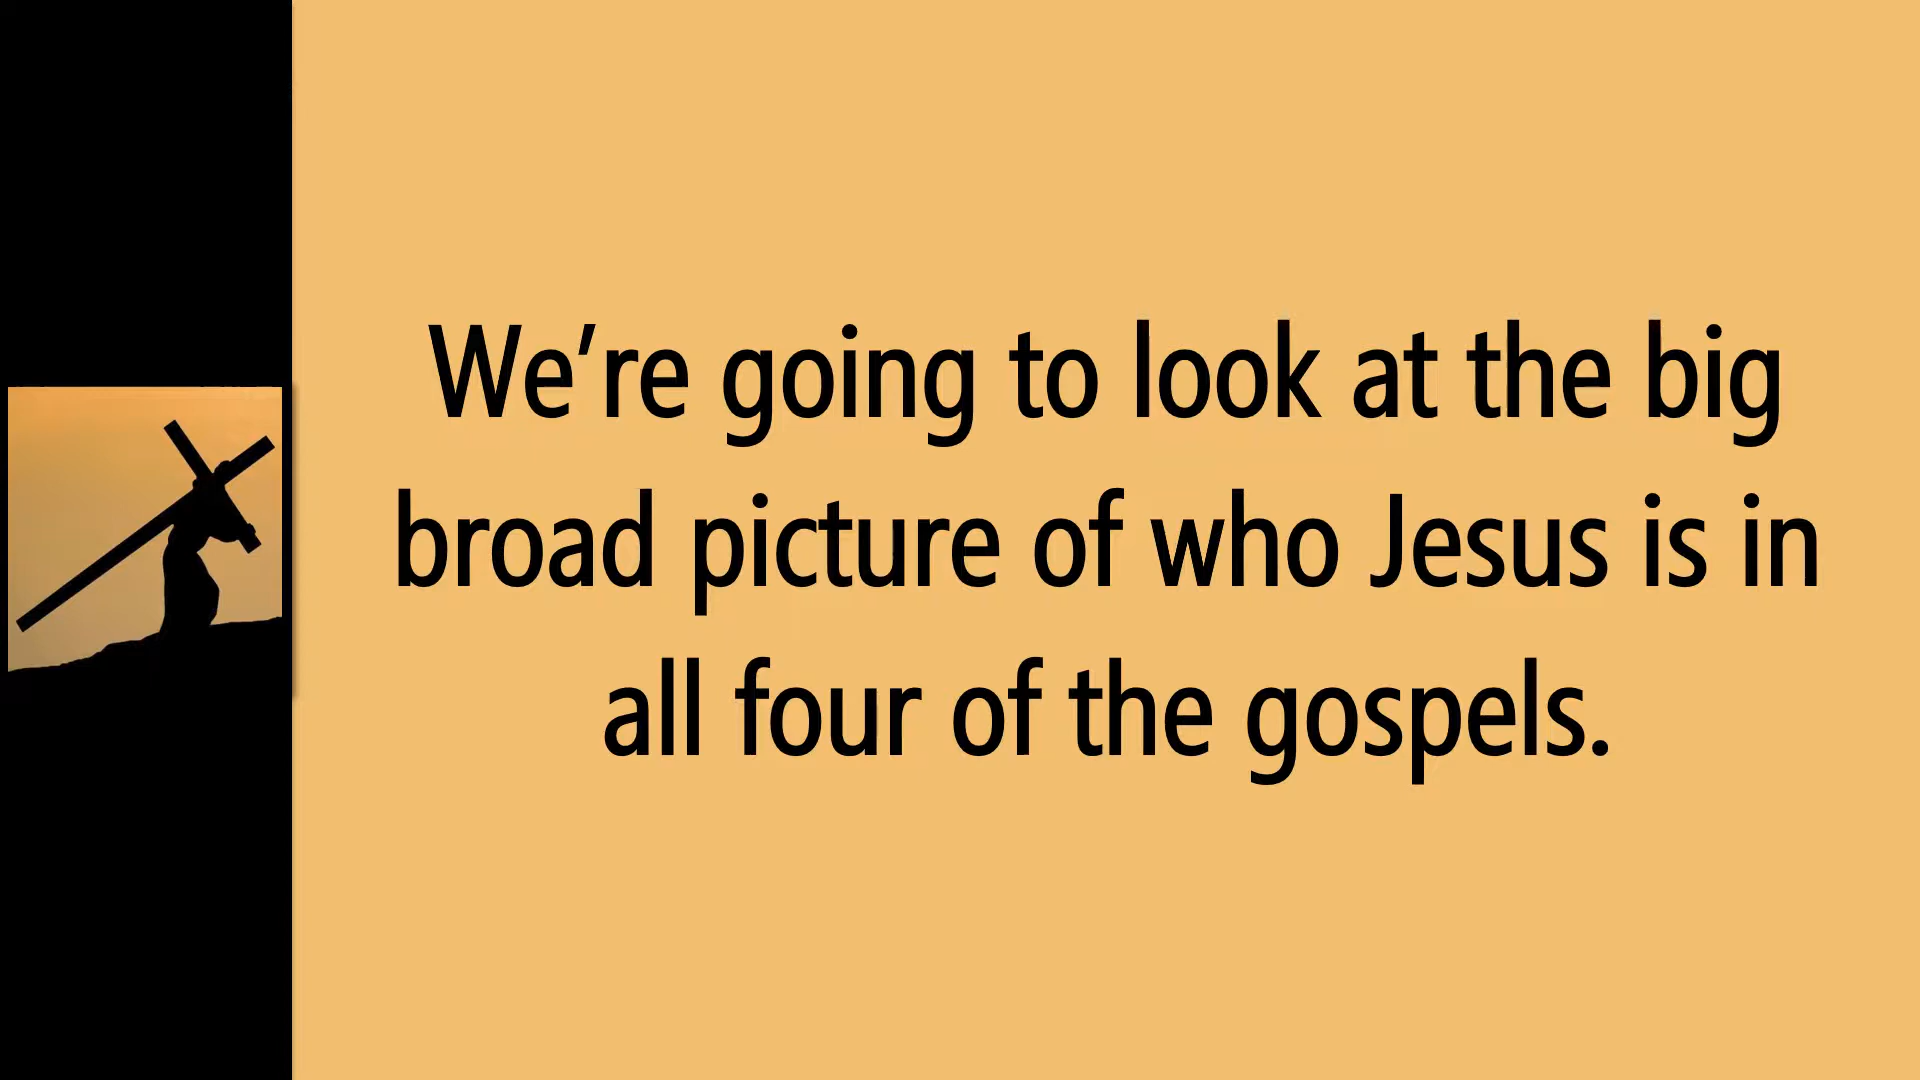 We’re going to look at the big
broad picture of who Jesus is in
all four of the gospels.